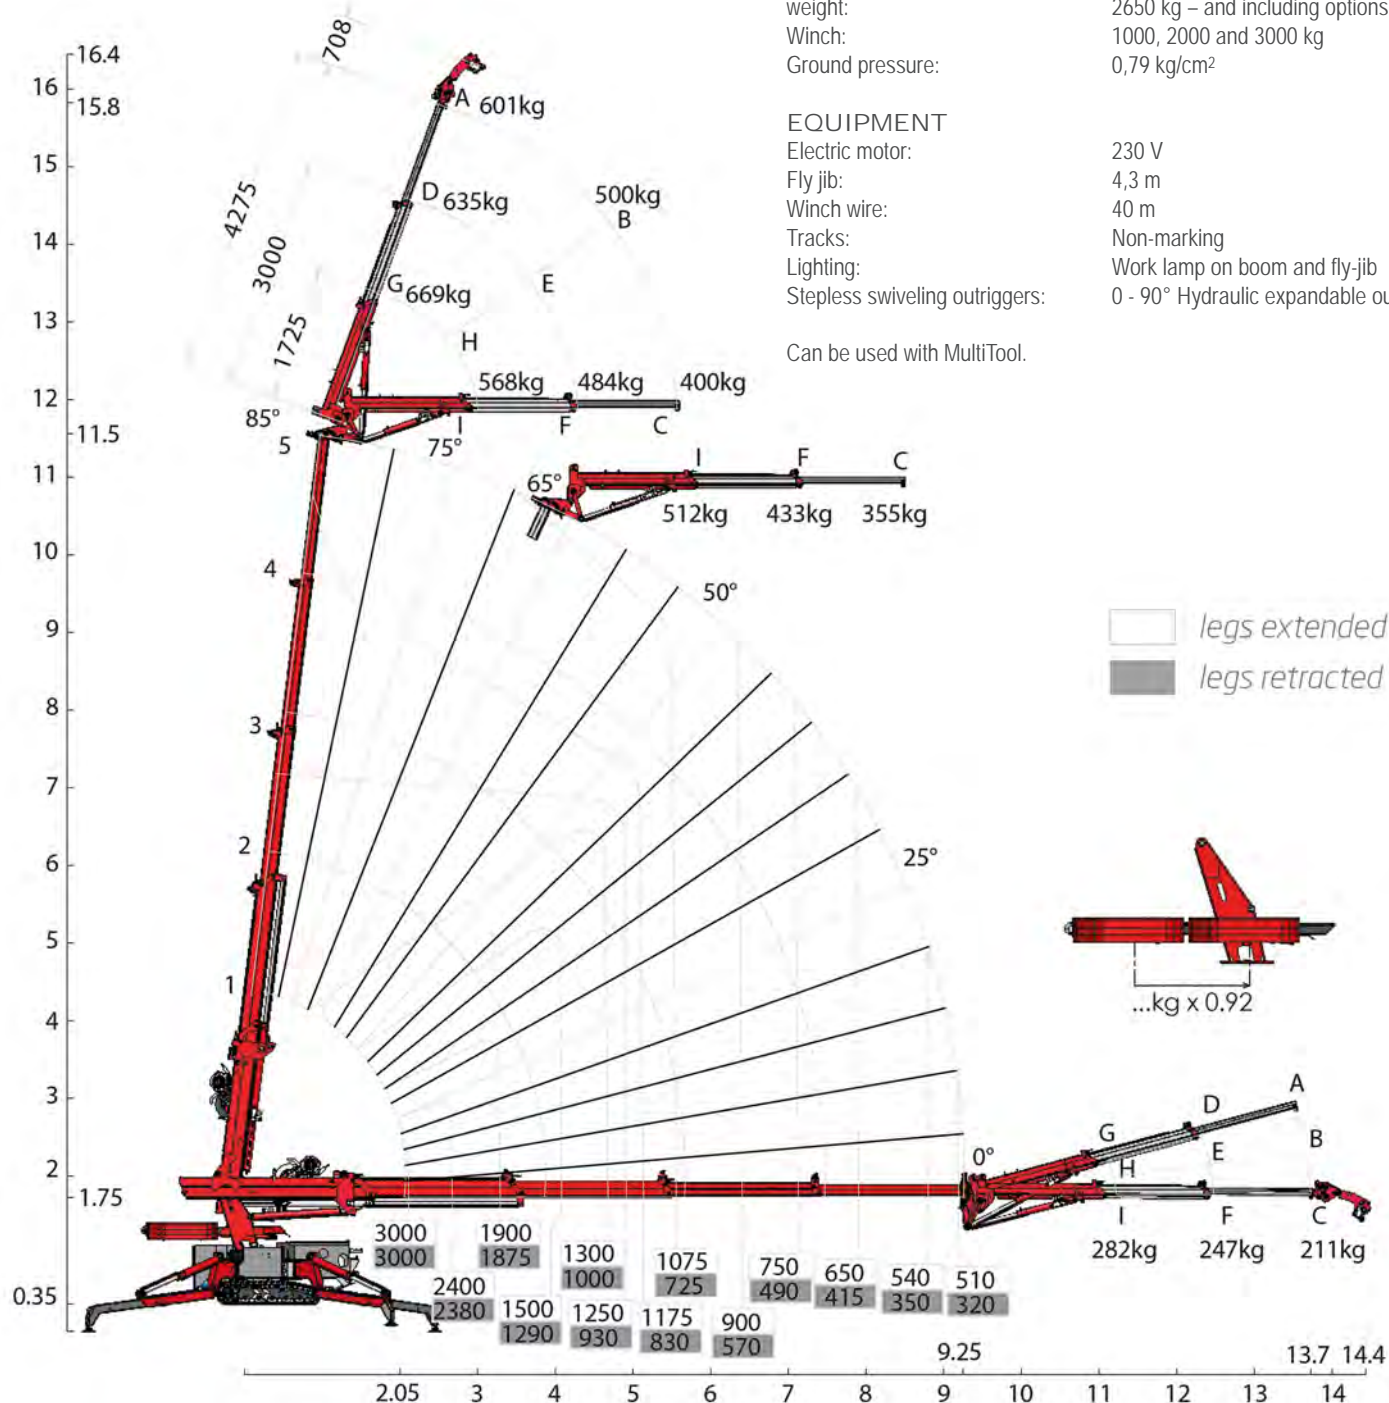 weight: 2650 kg – and including options
Winch: 1000, 2000 and 3000 kg
Ground pressure: 0,79 kg/cm²
EQUIPMENT
Electric motor: 230 V
Fly jib: 4,3 m
Winch wire: 40 m
Tracks: Non-marking
Lighting: Work lamp on boom and fly-jib
Stepless swiveling outriggers: 0 - 90° Hydraulic expandable
Can be used with MultiTool.
708
16.4
16
15.8
A 601kg
15
4275
D 635kg
500kg
B
14
3000
G 669kg
E
13
1725
H
12
568kg 484kg 400kg
85°
11.5
5
75°
I F C
11
65°
I F C
512kg 433kg 355kg
10
4
50°
9
legs extended
legs retracted
8
3
7
2
6
25°
5
1
4
...kg x 0.92
3
A
D
G
B
E
H
2
0°
1.75
I F C
282kg 247kg 211kg
3000 1900 1300 1075 750 650 540 510
3000 1875 1000 725 490 415 350 320
0.35
2400 1500 1250 1175 900
2380 1290 930 830 570
9.25 13.7 14.4
2.05 3 4 5 6 7 8 9 10 11 12 13 14